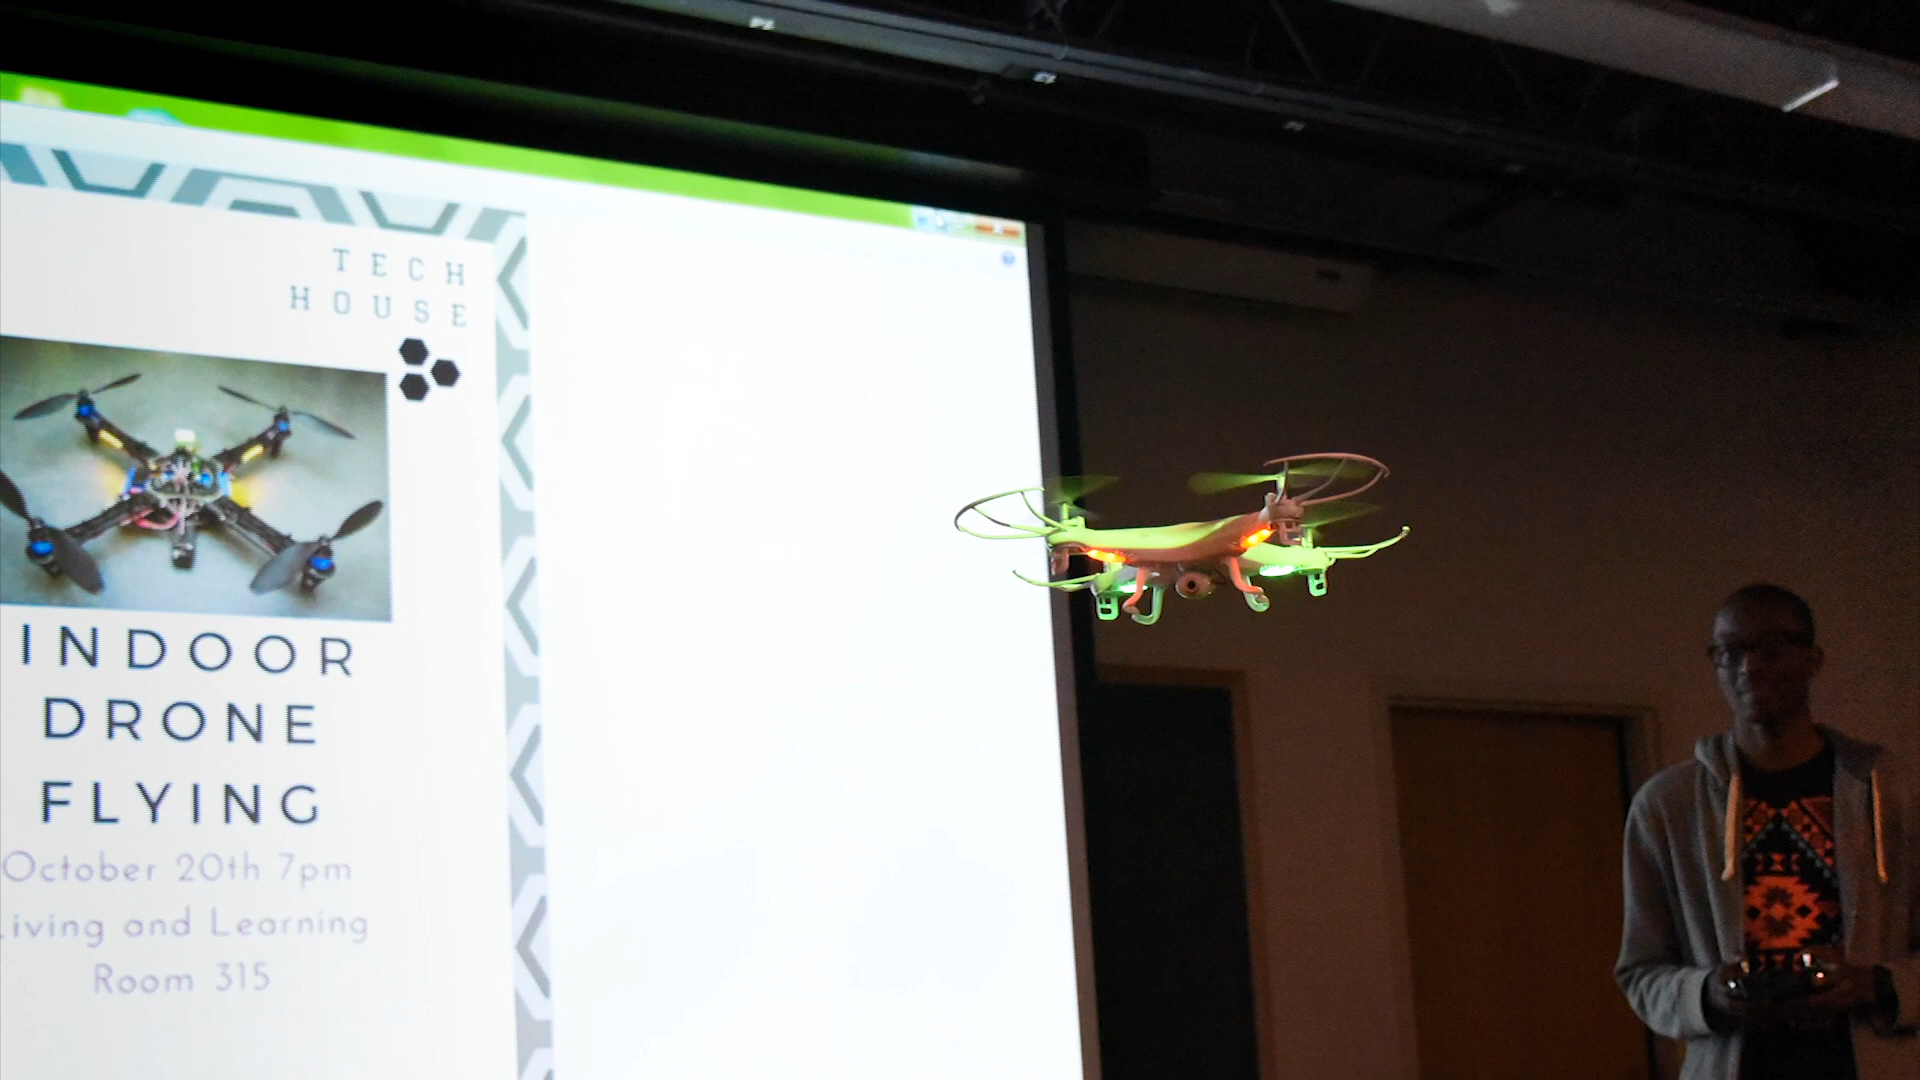 TECH
HOUSE
INDOOR
DRONE
FLYING
October 20th 7pm
Living and Learning
Room 315